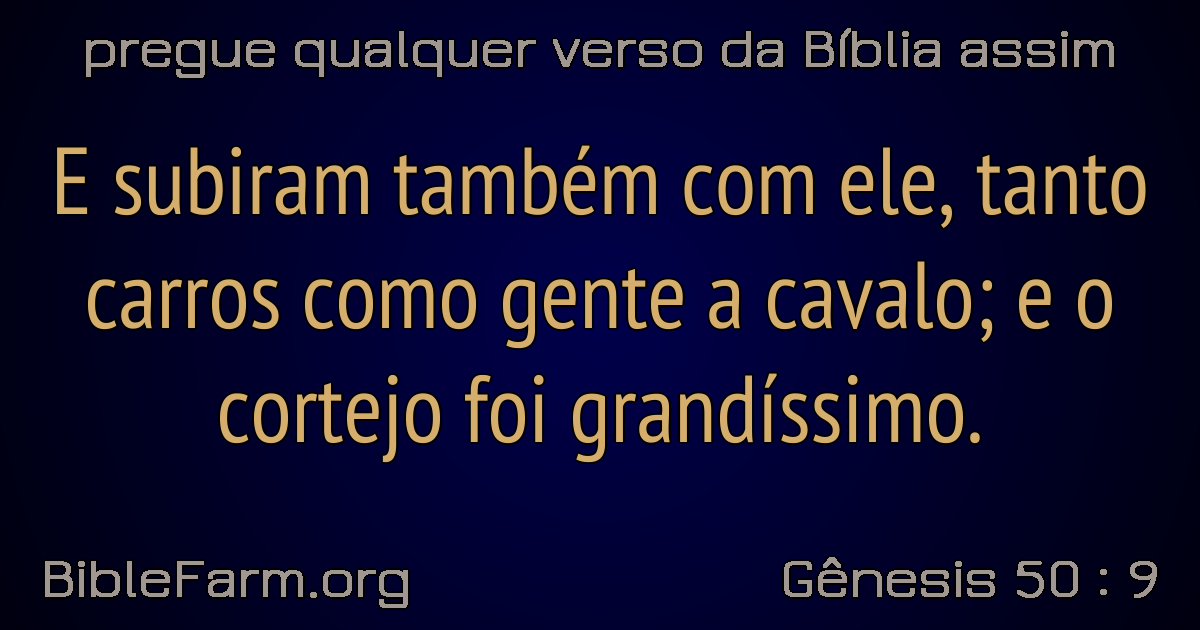 pregue qualquer verso da Bíblia assim
E subiram também com ele, tanto
carros como gente a cavalo; e o
cortejo foi grandíssimo.
BibleFarm.org
Gênesis 50 : 9